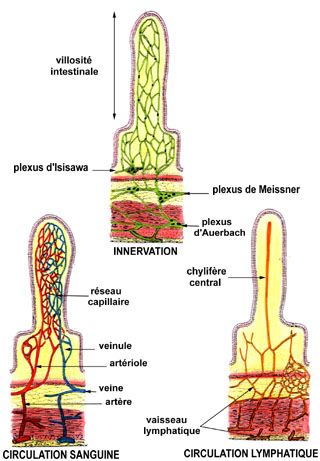 villosité
intestinale
plexus d'Isisawa
plexus de Meissner
plexus
d'Auerbach
INNERVATION
réseau
capillaire
veinule
artériole
veine
artère
CIRCULATION SANGUINE
chylifère
central
vaisseau
lymphatique
CIRCULATION LYMPHATIQUE